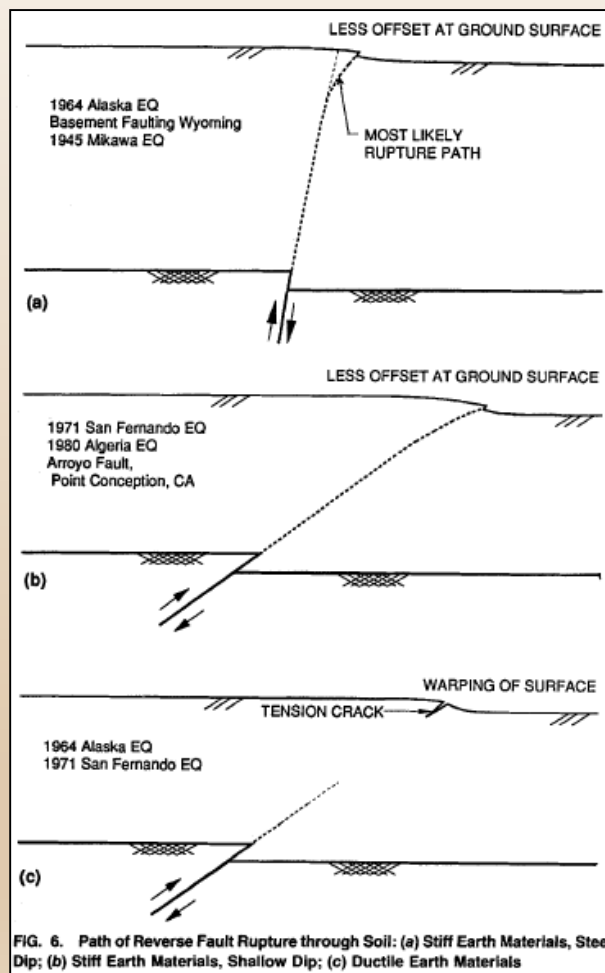 LESS OFFSET AT GROUND SURFACE
1964 Alaska EQ
Basement Faulting Wyoming
1945 Mikawa EQ
MOST LIKELY
RUPTURE PATH
(a)
LESS OFFSET AT GROUND SURFACE
1971 San Fernando EQ
1980 Algeria EQ
Arroyo Fault,
Point Conception, CA
(b)
WARPING OF SURFACE
TENSION CRACK
1964 Alaska EQ
1971 San Fernando EQ
(c)
FIG. 6. Path of Reverse Fault Rupture through Soil: (a) Stiff Earth Materials, Stee
Dip; (b) Stiff Earth Materials, Shallow Dip; (c) Ductile Earth Materials